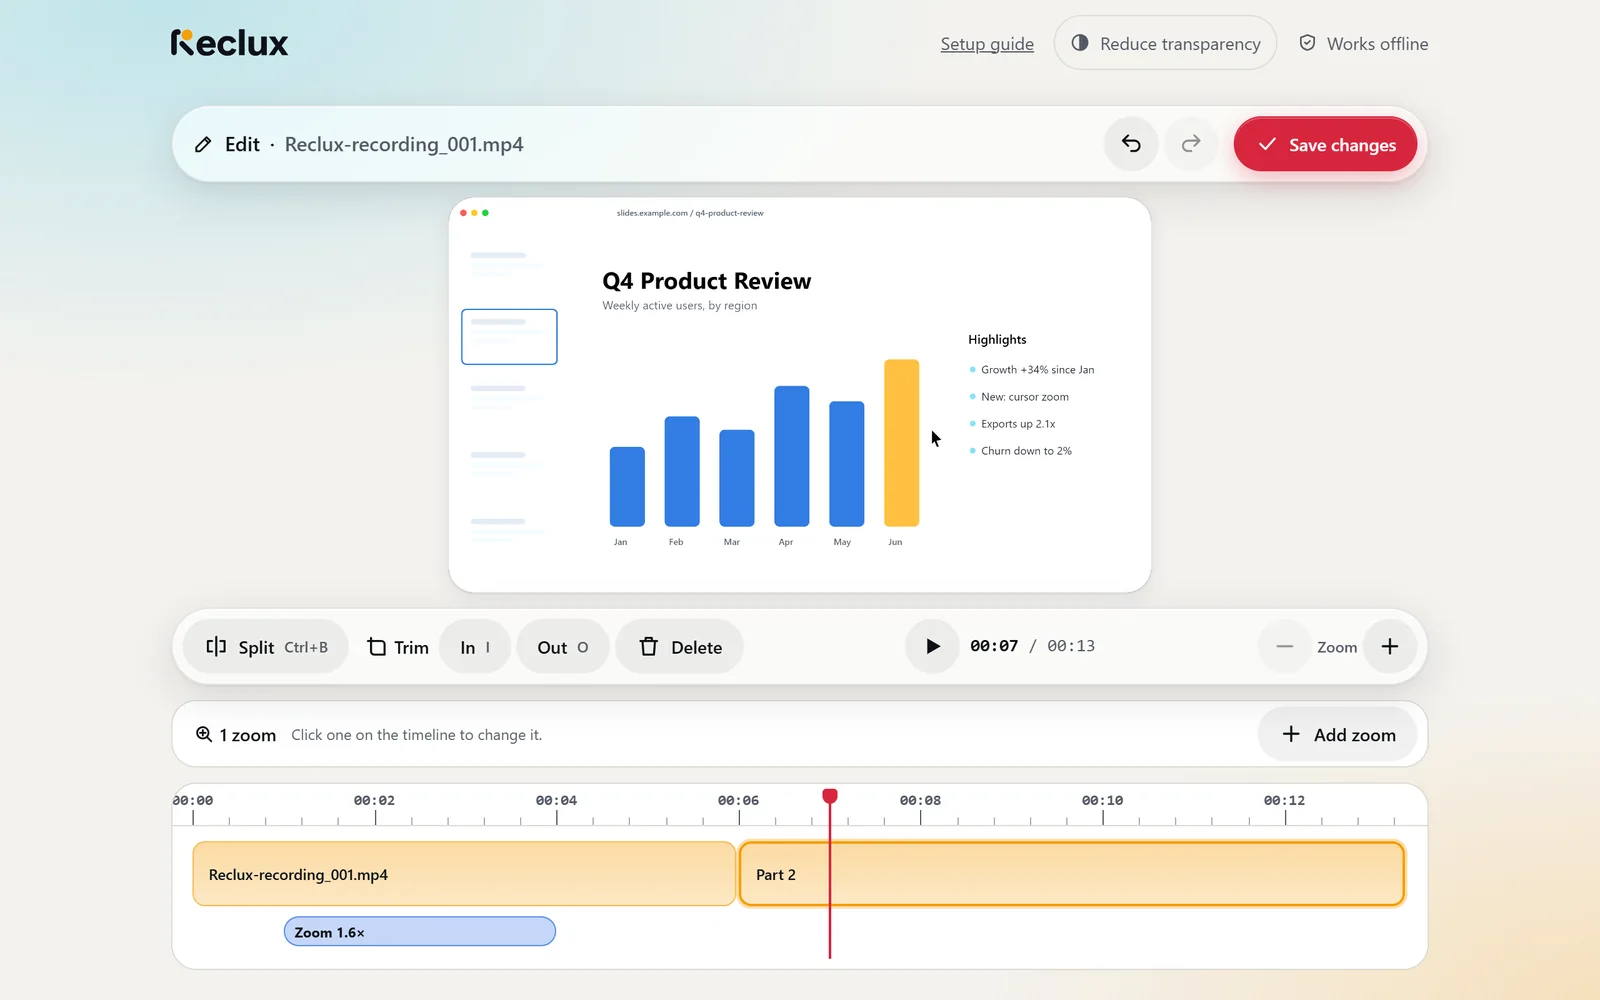 Reclux
Setup guide
Reduce transparency
Works offline
Edit · Reclux-recording_001.mp4
Save changes
slides.example.com / q4-product-review
Q4 Product Review
Weekly active users, by region
Highlights
Growth +34% since Jan
New: cursor zoom
Exports up 2.1x
Churn down to 2%
Jan Feb Mar Apr May Jun
Split Ctrl+B
Trim
In I
Out O
Delete
00:07 / 00:13
Zoom
1 zoom Click one on the timeline to change it.
Add zoom
00:00 00:02 00:04 00:06 00:08 00:10 00:12
Reclux-recording_001.mp4
Part 2
Zoom 1.6×